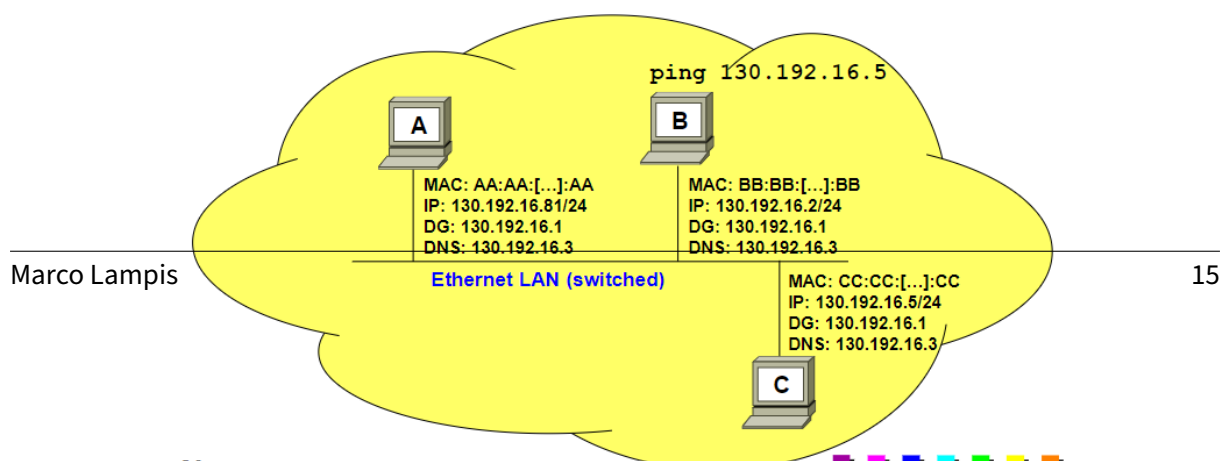 ping 130.192.16.5
A
B
MAC: AA:AA:[...]:AA
IP: 130.192.16.81/24
DG: 130.192.16.1
DNS: 130.192.16.3
MAC: BB:BB:[...]:BB
IP: 130.192.16.2/24
DG: 130.192.16.1
DNS: 130.192.16.3
Marco Lampis
15
Ethernet LAN (switched)
MAC: CC:CC:[...]:CC
IP: 130.192.16.5/24
DG: 130.192.16.1
DNS: 130.192.16.3
C